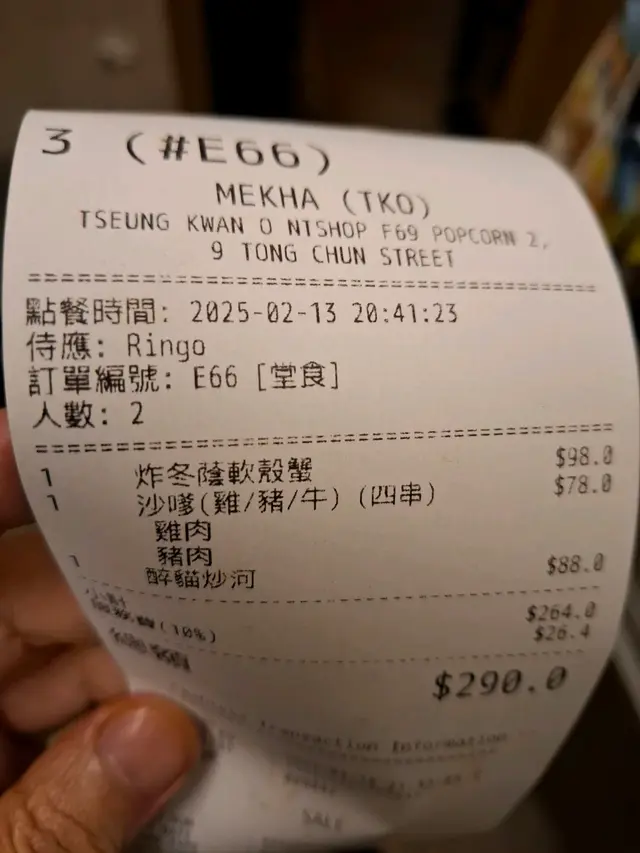 3 (#E66)
MEKHA (TKO)
TSEUNG KWAN O NTSHOP F69 POPCORN 2,
9 TONG CHUN STREET
點餐時間: 2025-02-13 20:41:23
侍應: Ringo
訂單編號: E66 [堂食]
人數: 2
1 炸冬蔭軟殼蟹 $98.0
1 沙嗲(雞/豬/牛) (四串) $78.0
雞肉
豬肉
1 醉貓炒河 $88.0
$264.0
(10%) $26.4
$290.0
Transaction Information
SALE